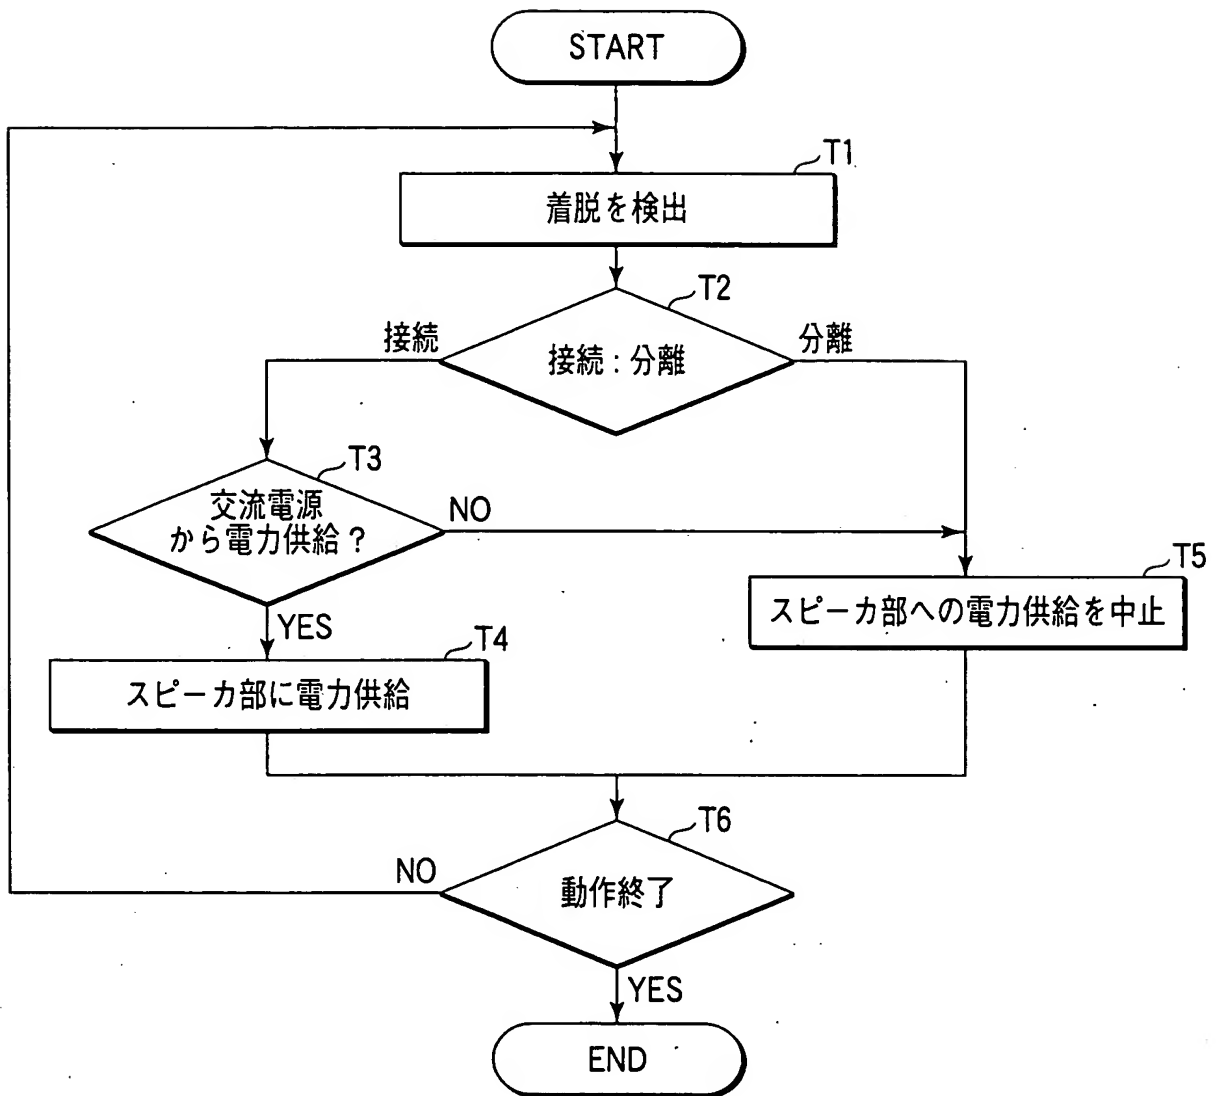 START
T1
着脱を検出
T2
接続
接続:分離
分離
T3
交流電源
から電力供給?
NO
YES
T5
スピーカ部への電力供給を中止
T4
スピーカ部に電力供給
T6
NO
動作終了
YES
END